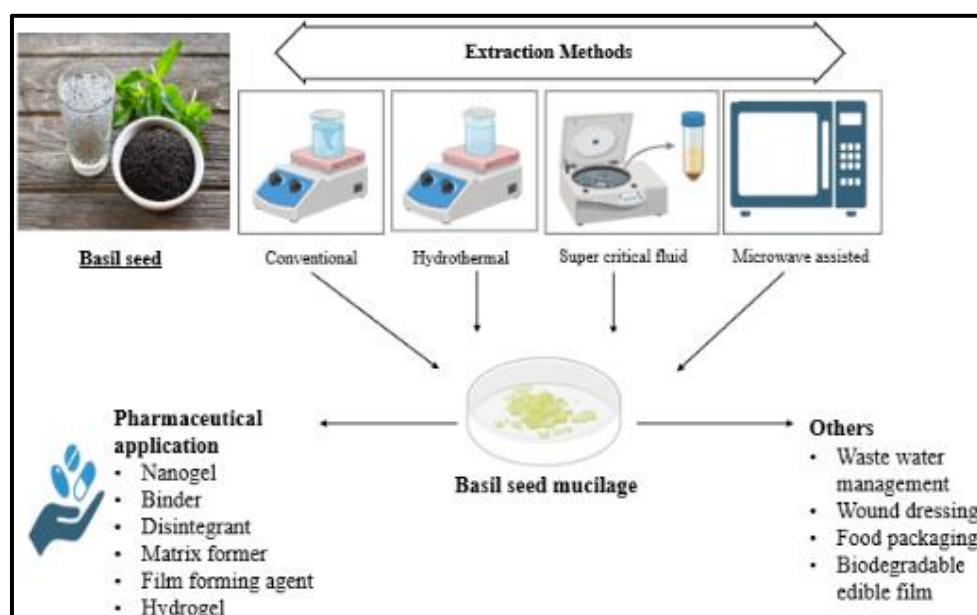 Extraction Methods
Basil seed
Conventional
Hydrothermal
Super critical fluid
Microwave assisted
Pharmaceutical
application
• Nanogel
• Binder
• Disintegrant
• Matrix former
• Film forming agent
• Hydrogel
Basil seed mucilage
Others
• Waste water
management
• Wound dressing
• Food packaging
• Biodegradable
edible film